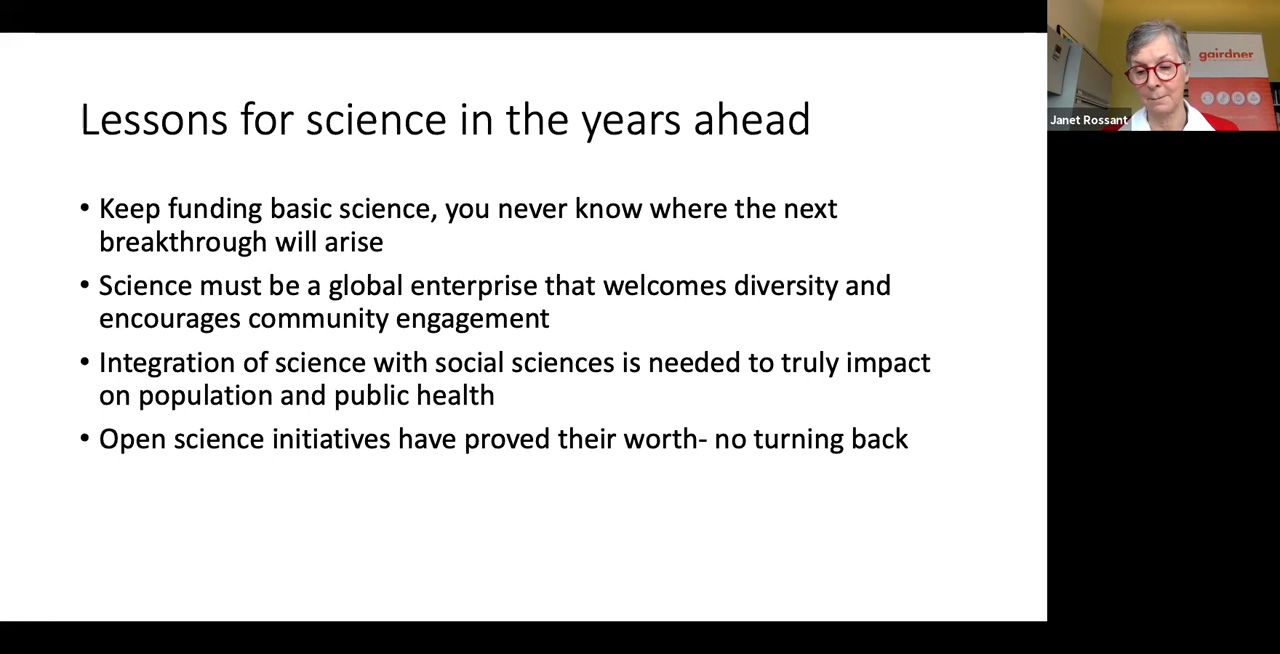 Lessons for science in the years ahead
• Keep funding basic science, you never know where the next
breakthrough will arise
• Science must be a global enterprise that welcomes diversity and
encourages community engagement
• Integration of science with social sciences is needed to truly impact
on population and public health
• Open science initiatives have proved their worth- no turning back
gairdner
Janet Rossant